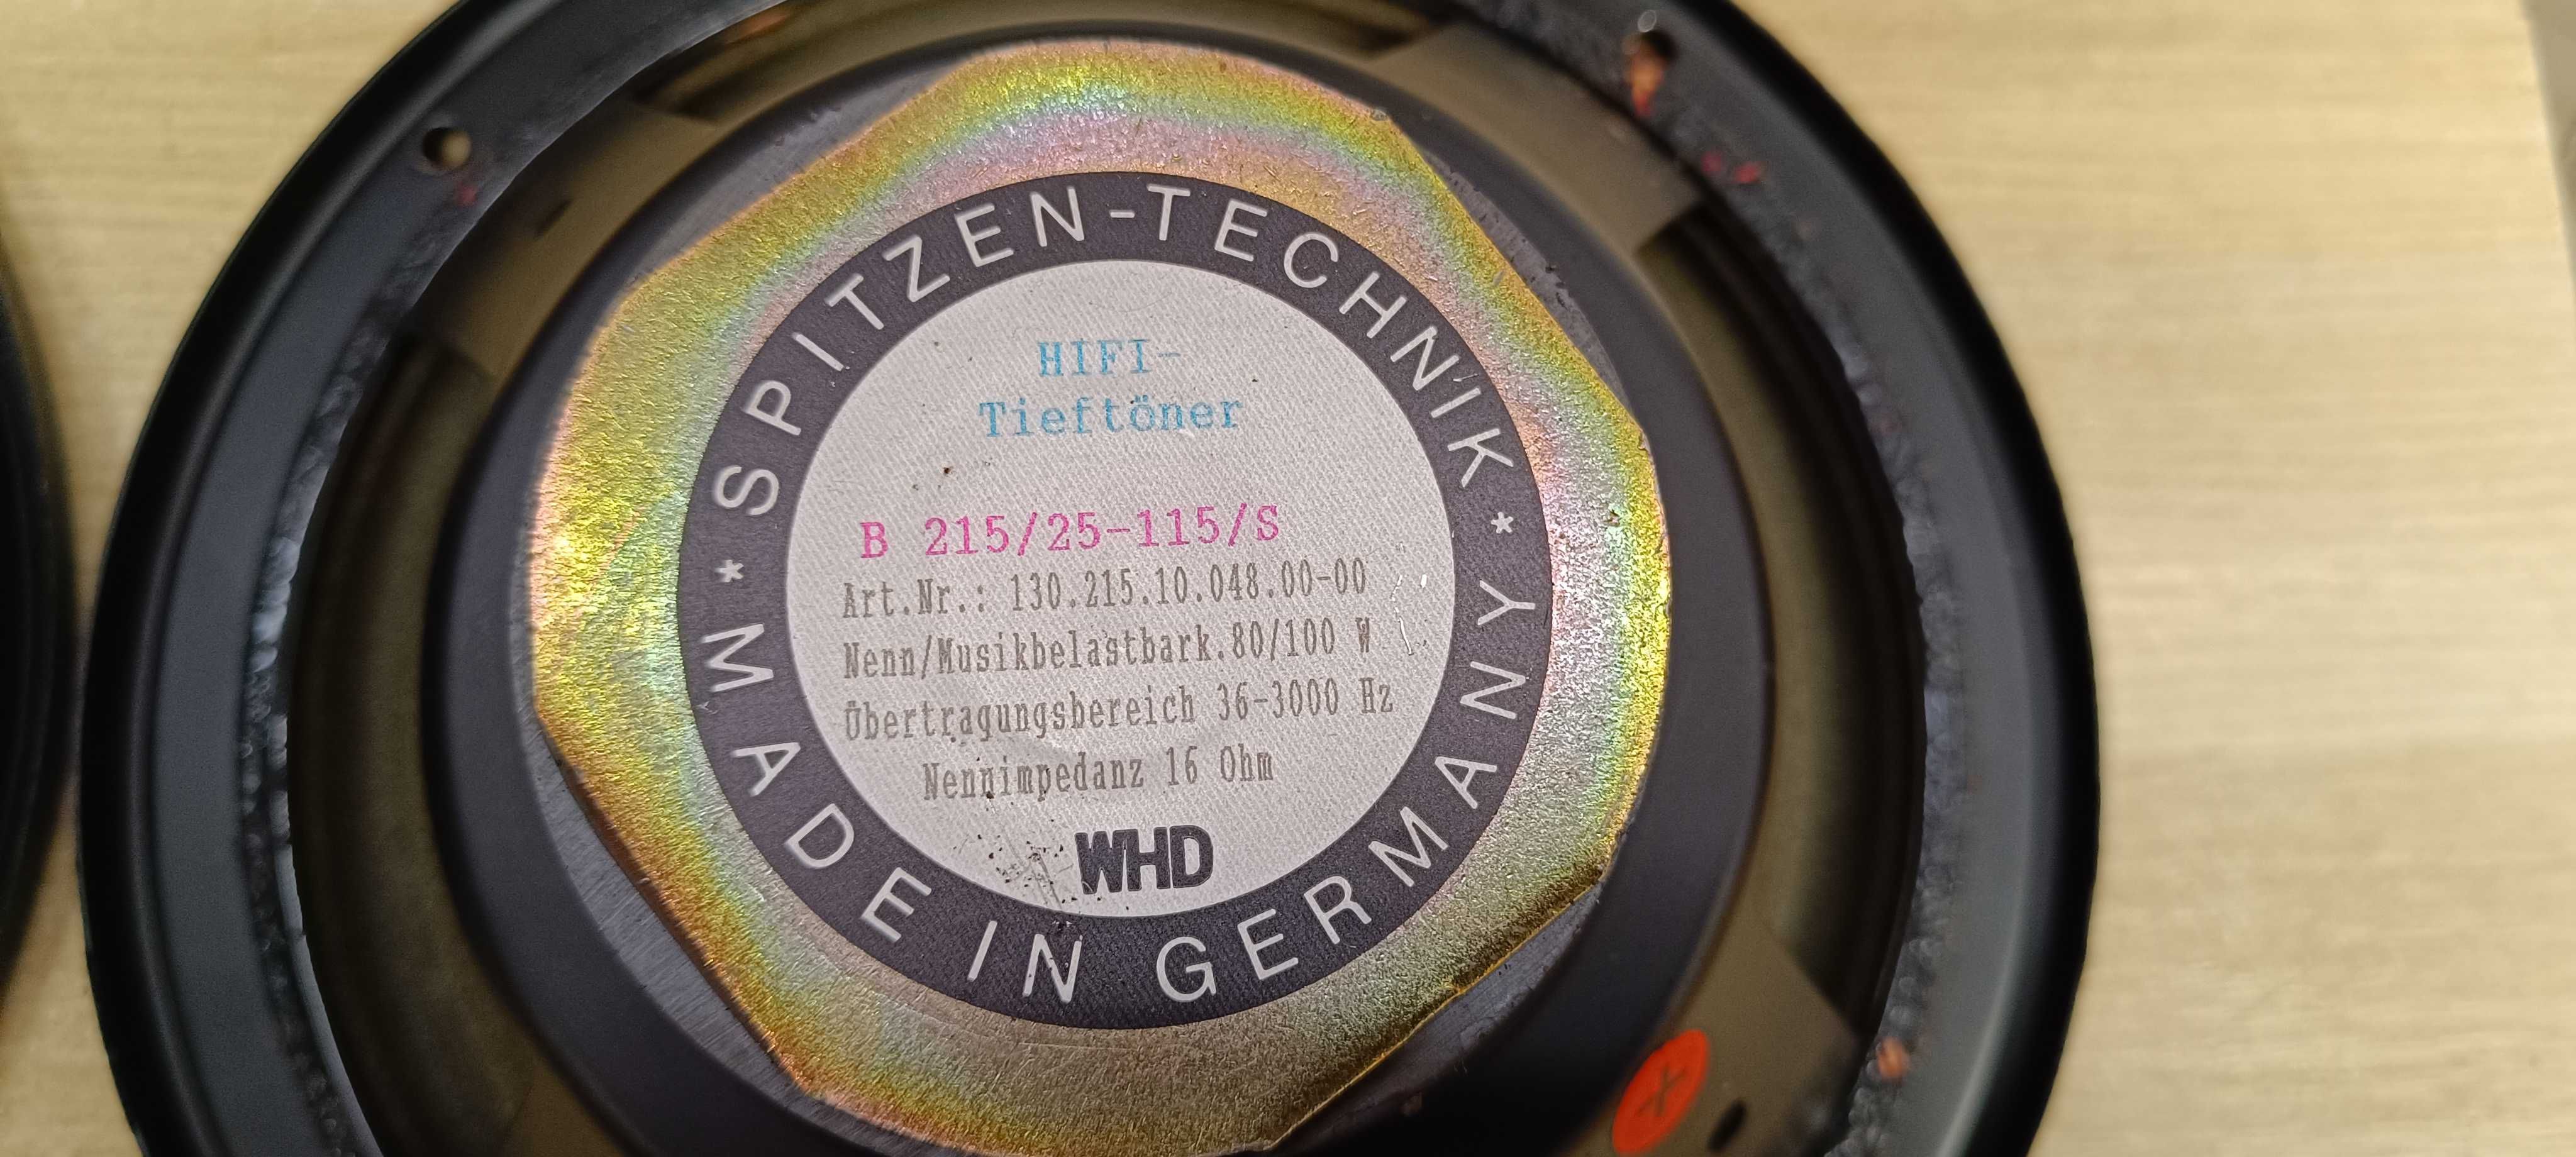 * SPITZEN-TECHNIK *
HIFI-
Tieftöner
B 215/25-115/S
Art.Nr.: 130.215.10.048.00-00
Nenn/Musikbelastbark.80/100 W
Übertragungsbereich 36-3000 Hz
Nennimpedanz 16 Ohm
WHD
MADE IN GERMANY
+